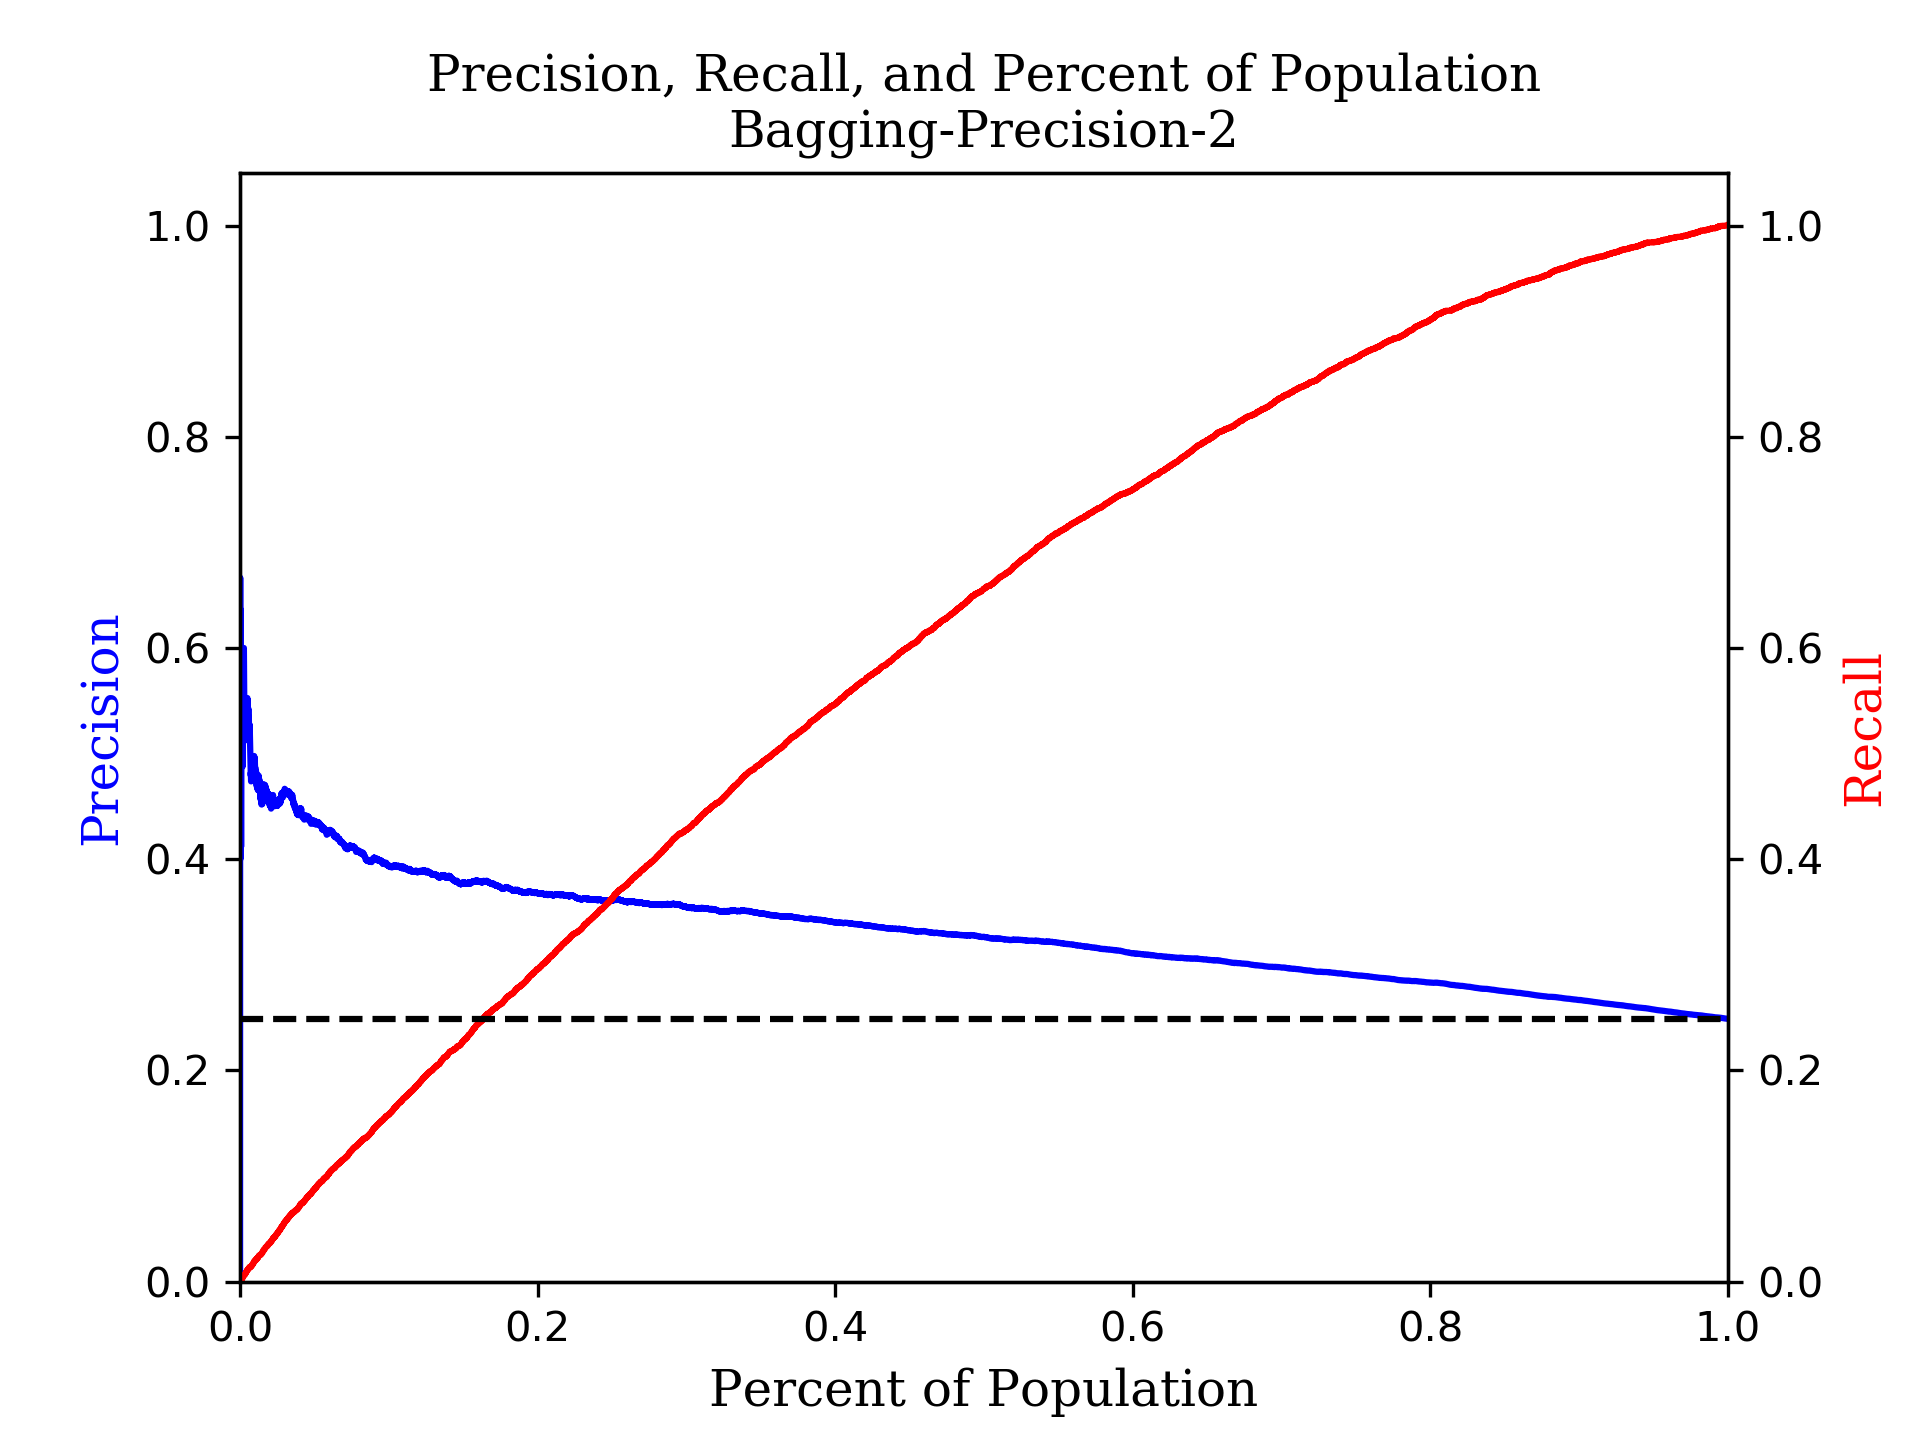 Precision, Recall, and Percent of Population
Bagging-Precision-2
1.0
0.8
0.6
0.4
0.2
0.0
Precision
1.0
0.8
0.6
0.4
0.2
0.0
Recall
0.0 0.2 0.4 0.6 0.8 1.0
Percent of Population